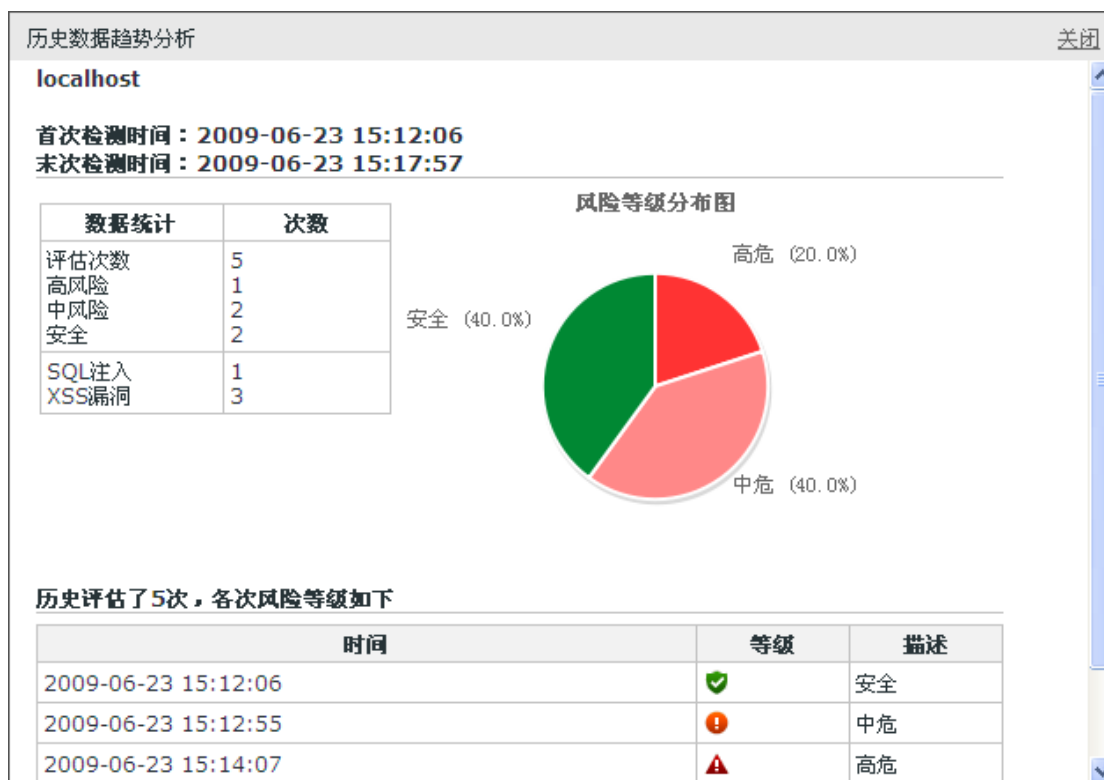 历史数据趋势分析 关闭
localhost
首次检测时间：2009-06-23 15:12:06
末次检测时间：2009-06-23 15:17:57
数据统计 次数
评估次数 5
高风险 1
中风险 2
安全 2
SQL注入 1
XSS漏洞 3
风险等级分布图
高危 (20.0%)
安全 (40.0%)
中危 (40.0%)
历史评估了5次，各次风险等级如下
时间 等级 描述
2009-06-23 15:12:06 安全
2009-06-23 15:12:55 中危
2009-06-23 15:14:07 高危